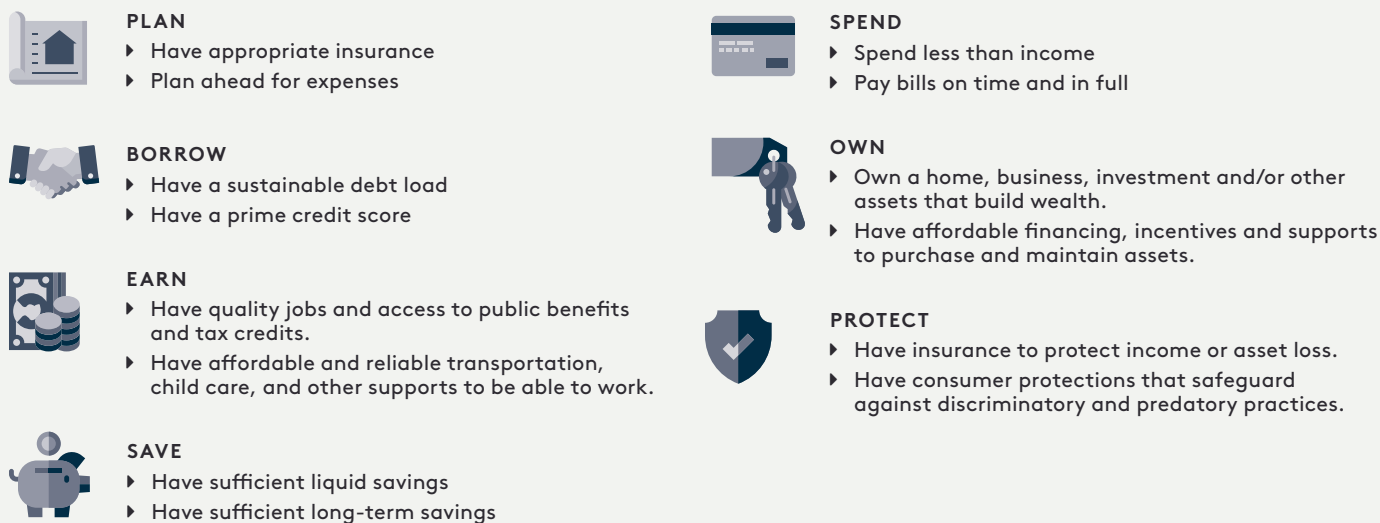 PLAN
Have appropriate insurance
Plan ahead for expenses
BORROW
Have a sustainable debt load
Have a prime credit score
EARN
Have quality jobs and access to public benefits
and tax credits.
Have affordable and reliable transportation,
child care, and other supports to be able to work.
SAVE
Have sufficient liquid savings
Have sufficient long-term savings
SPEND
Spend less than income
Pay bills on time and in full
OWN
Own a home, business, investment and/or other
assets that build wealth.
Have affordable financing, incentives and supports
to purchase and maintain assets.
PROTECT
Have insurance to protect income or asset loss.
Have consumer protections that safeguard
against discriminatory and predatory practices.